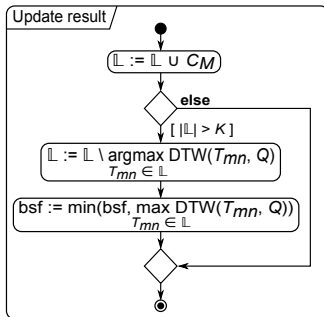 Update result
𝕃 := 𝕃 ∪ C_M
else
[ |𝕃| > K ]
𝕃 := 𝕃 \ argmax DTW(T_mn, Q)
T_mn ∈ 𝕃
bsf := min(bsf, max DTW(T_mn, Q))
T_mn ∈ 𝕃